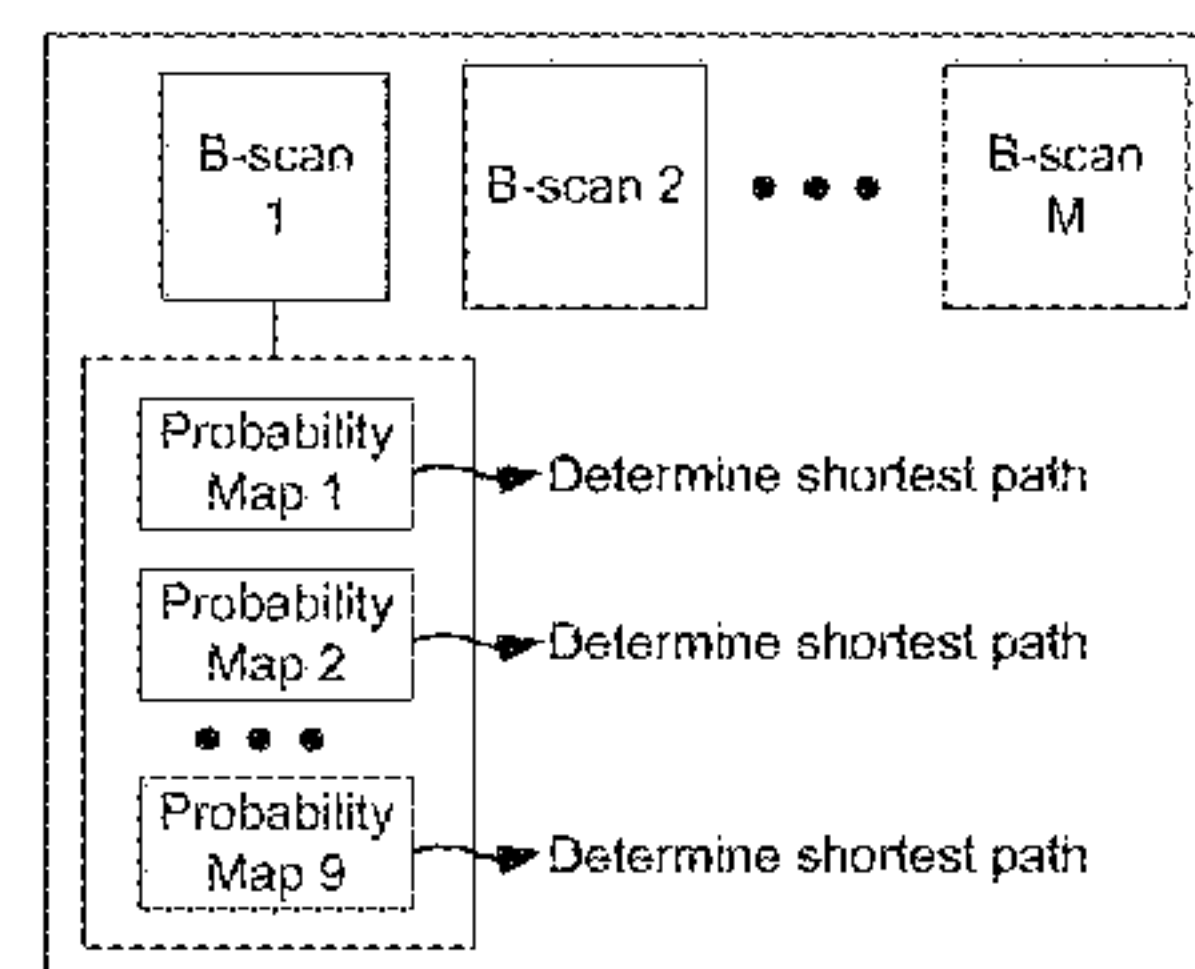 B-scan
1
B-scan 2
B-scan
M
Probability
Map 1
Determine shortest path
Probability
Map 2
Determine shortest path
Probability
Map 9
Determine shortest path